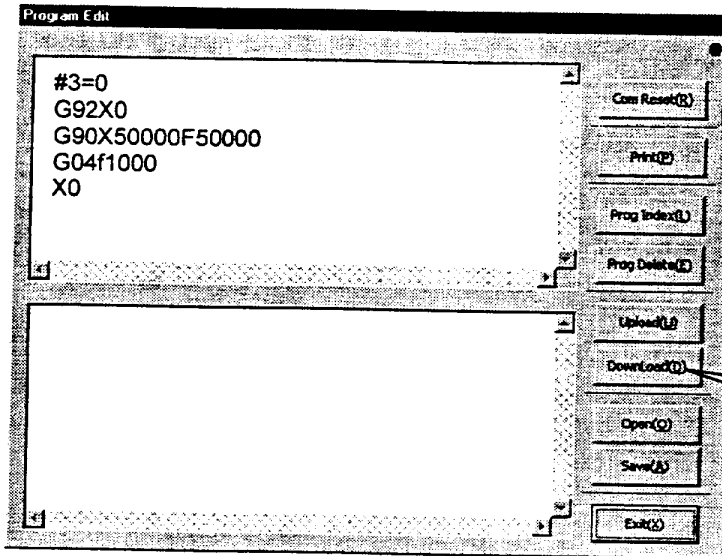 Program Edit
#3=0
G92X0
G90X50000F50000
G04f1000
X0
Com Reset(R)
Print(P)
Prog Index(L)
Prog Delete(E)
Upload(U)
DownLoad(D)
Open(O)
Save(A)
Exit(X)